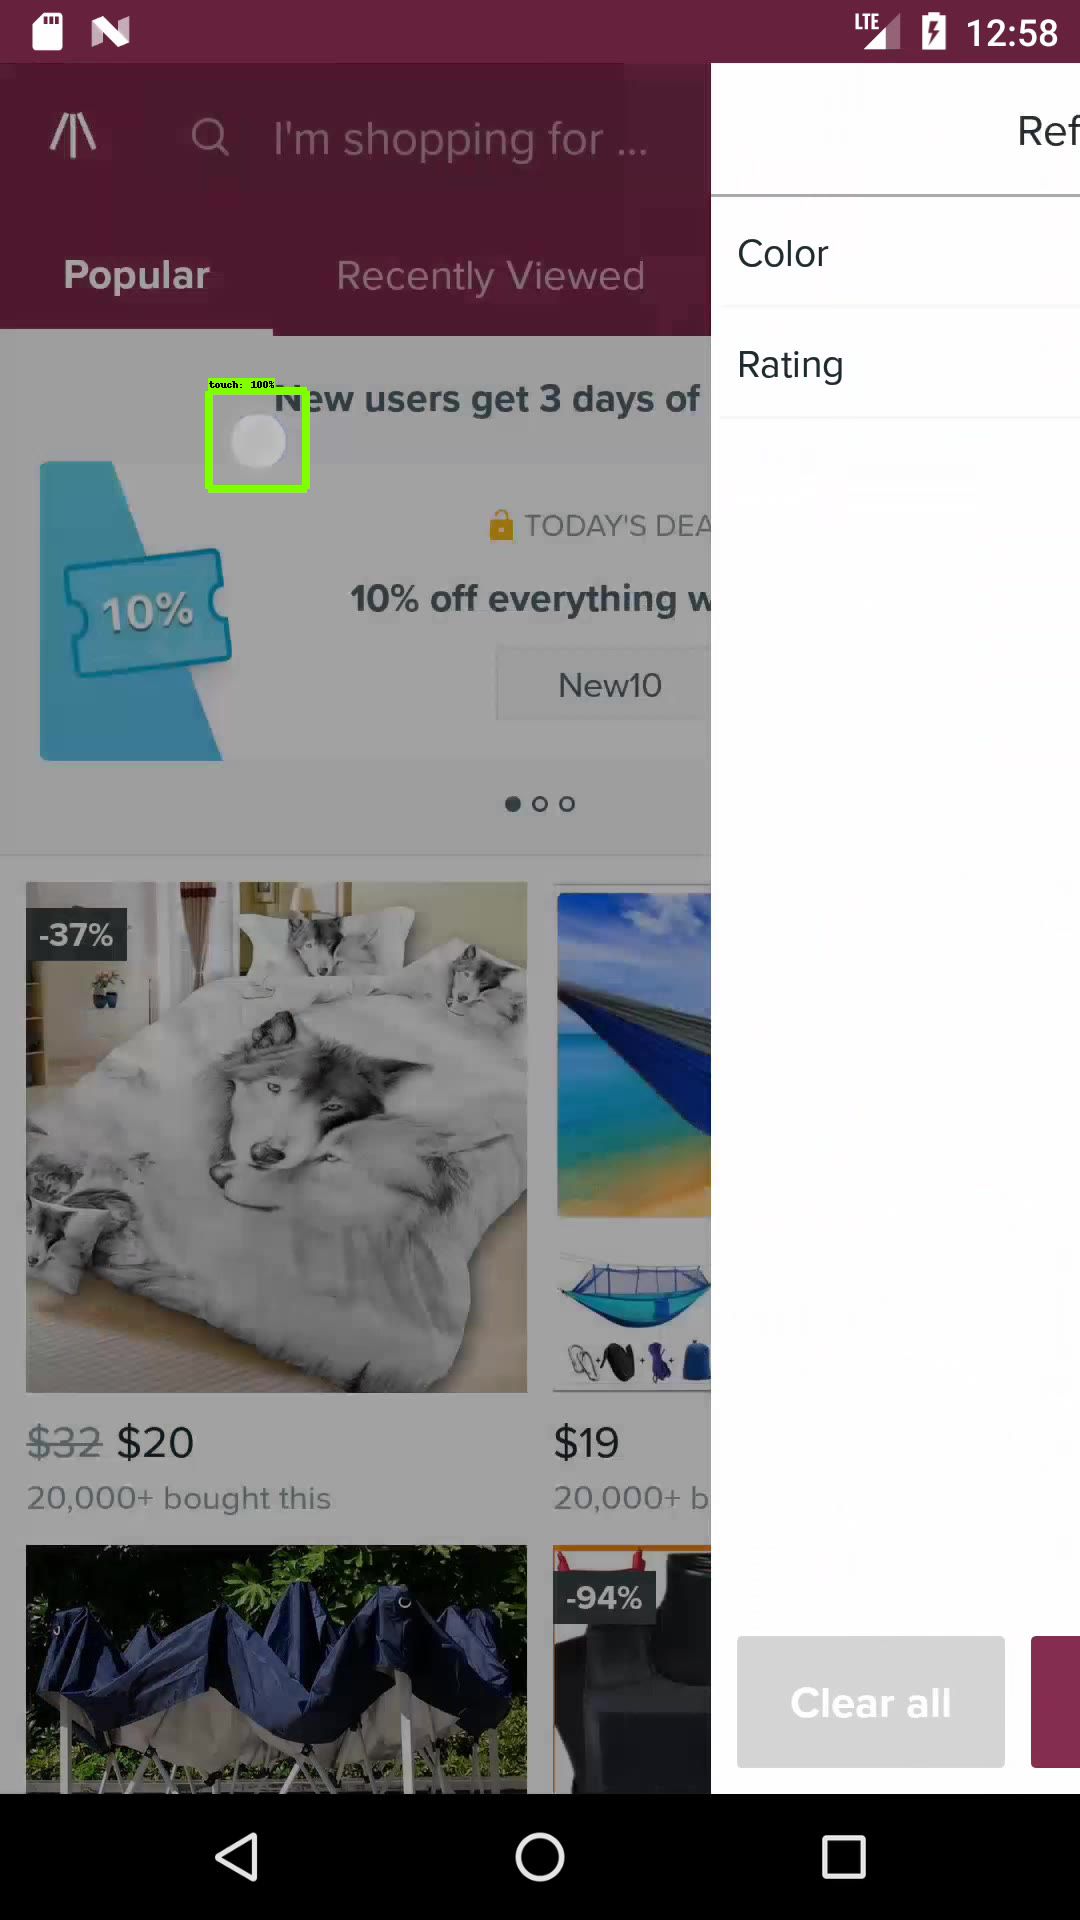 LTE 12:58
I'm shopping for ...
Ref
Popular
Recently Viewed
Color
Rating
touch: 100%
New users get 3 days of
TODAY'S DEA
10%
10% off everything w
New10
-37%
$32 $20
$19
20,000+ bought this
20,000+ b
-94%
Clear all